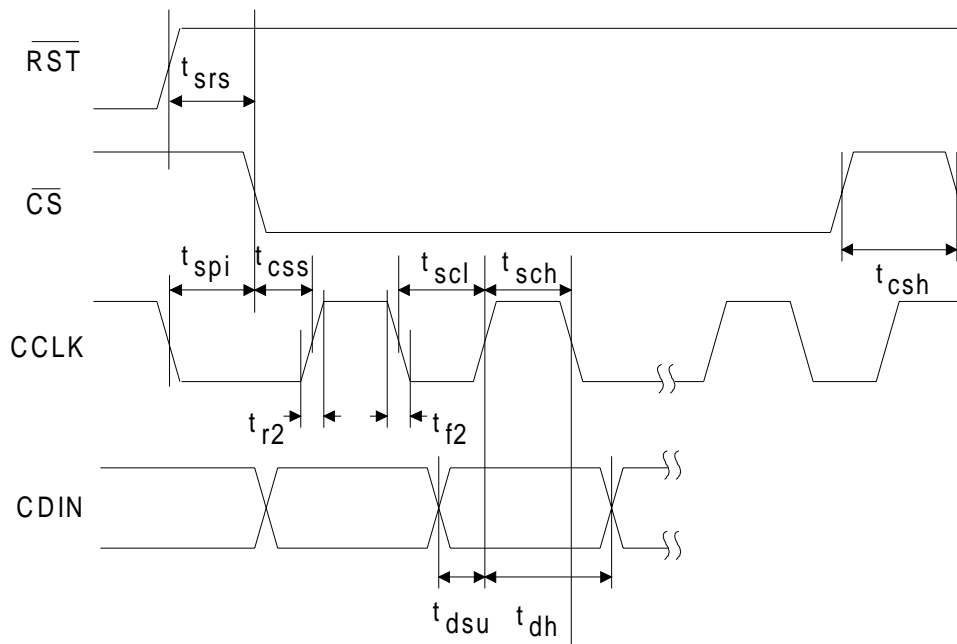 RST
t srs
CS
t spi
t css
t scl
t sch
t csh
CCLK
t r2
t f2
CDIN
t dsu
t dh